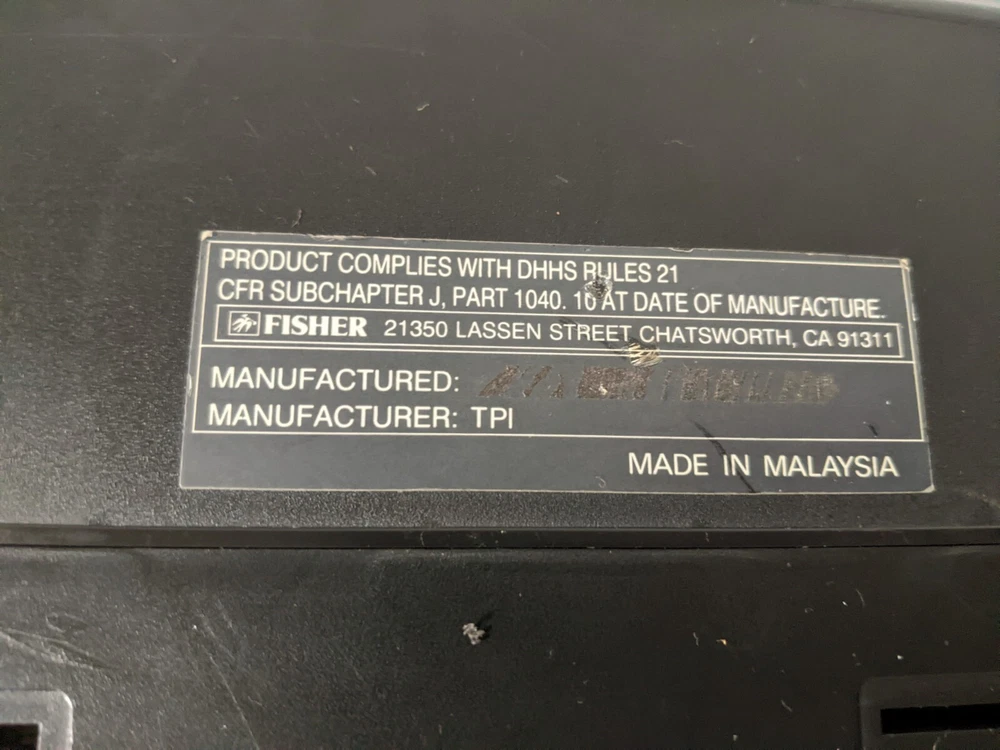 PRODUCT COMPLIES WITH DHHS RULES 21
CFR SUBCHAPTER J, PART 1040. 10 AT DATE OF MANUFACTURE.
FISHER 21350 LASSEN STREET CHATSWORTH, CA 91311
MANUFACTURED:
MANUFACTURER: TPI
MADE IN MALAYSIA